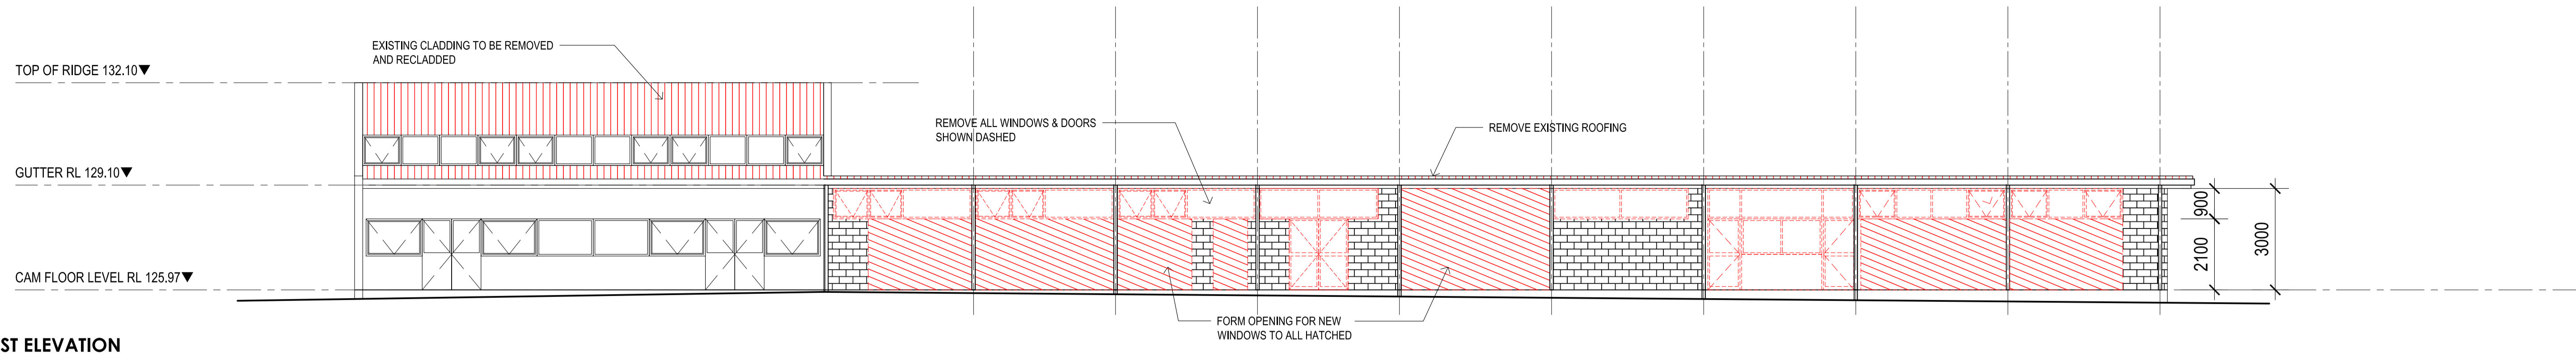 EXISTING CLADDING TO BE REMOVED
AND RECLADDED
TOP OF RIDGE 132.10▼
REMOVE ALL WINDOWS & DOORS
SHOWN DASHED
REMOVE EXISTING ROOFING
GUTTER RL 129.10▼
900
2100
3000
CAM FLOOR LEVEL RL 125.97▼
FORM OPENING FOR NEW
WINDOWS TO ALL HATCHED
ST ELEVATION